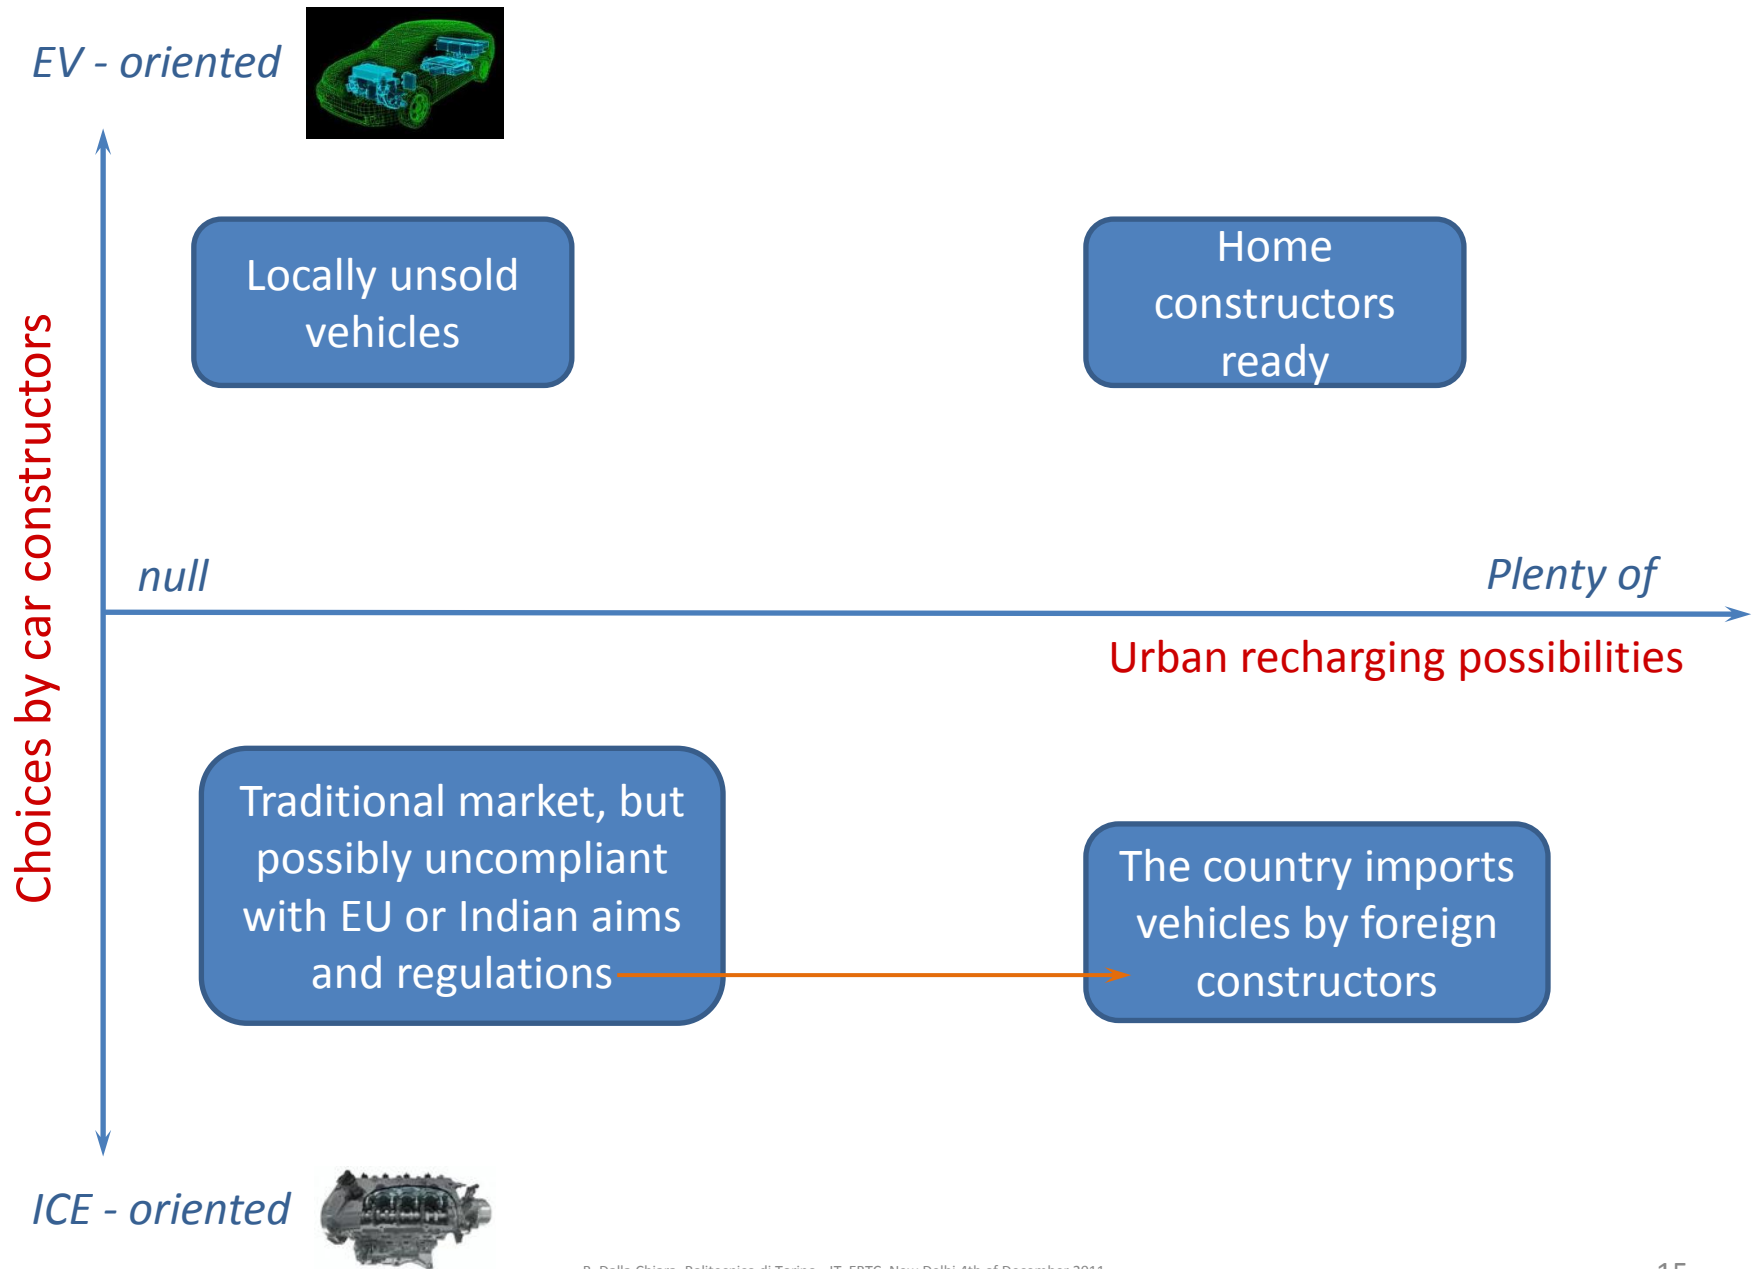 EV - oriented
Locally unsold
vehicles
Home
constructors
ready
Choices by car constructors
null
Plenty of
Urban recharging possibilities
Traditional market, but
possibly uncompliant
with EU or Indian aims
and regulations
The country imports
vehicles by foreign
constructors
ICE - oriented